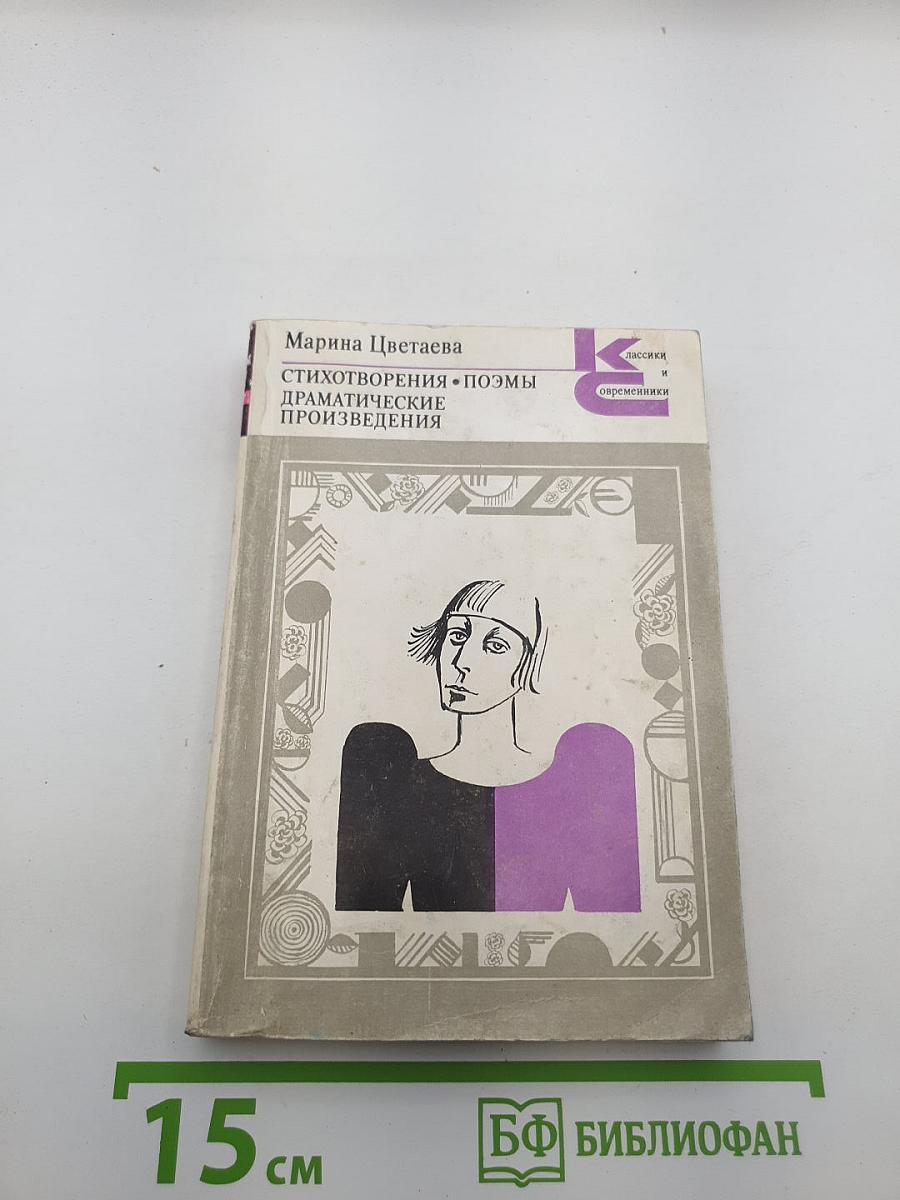 Марина Цветаева
СТИХОТВОРЕНИЯ • ПОЭМЫ
ДРАМАТИЧЕСКИЕ
ПРОИЗВЕДЕНИЯ
Классики
и
Современники
15 см
БФ БИБЛИОФАН